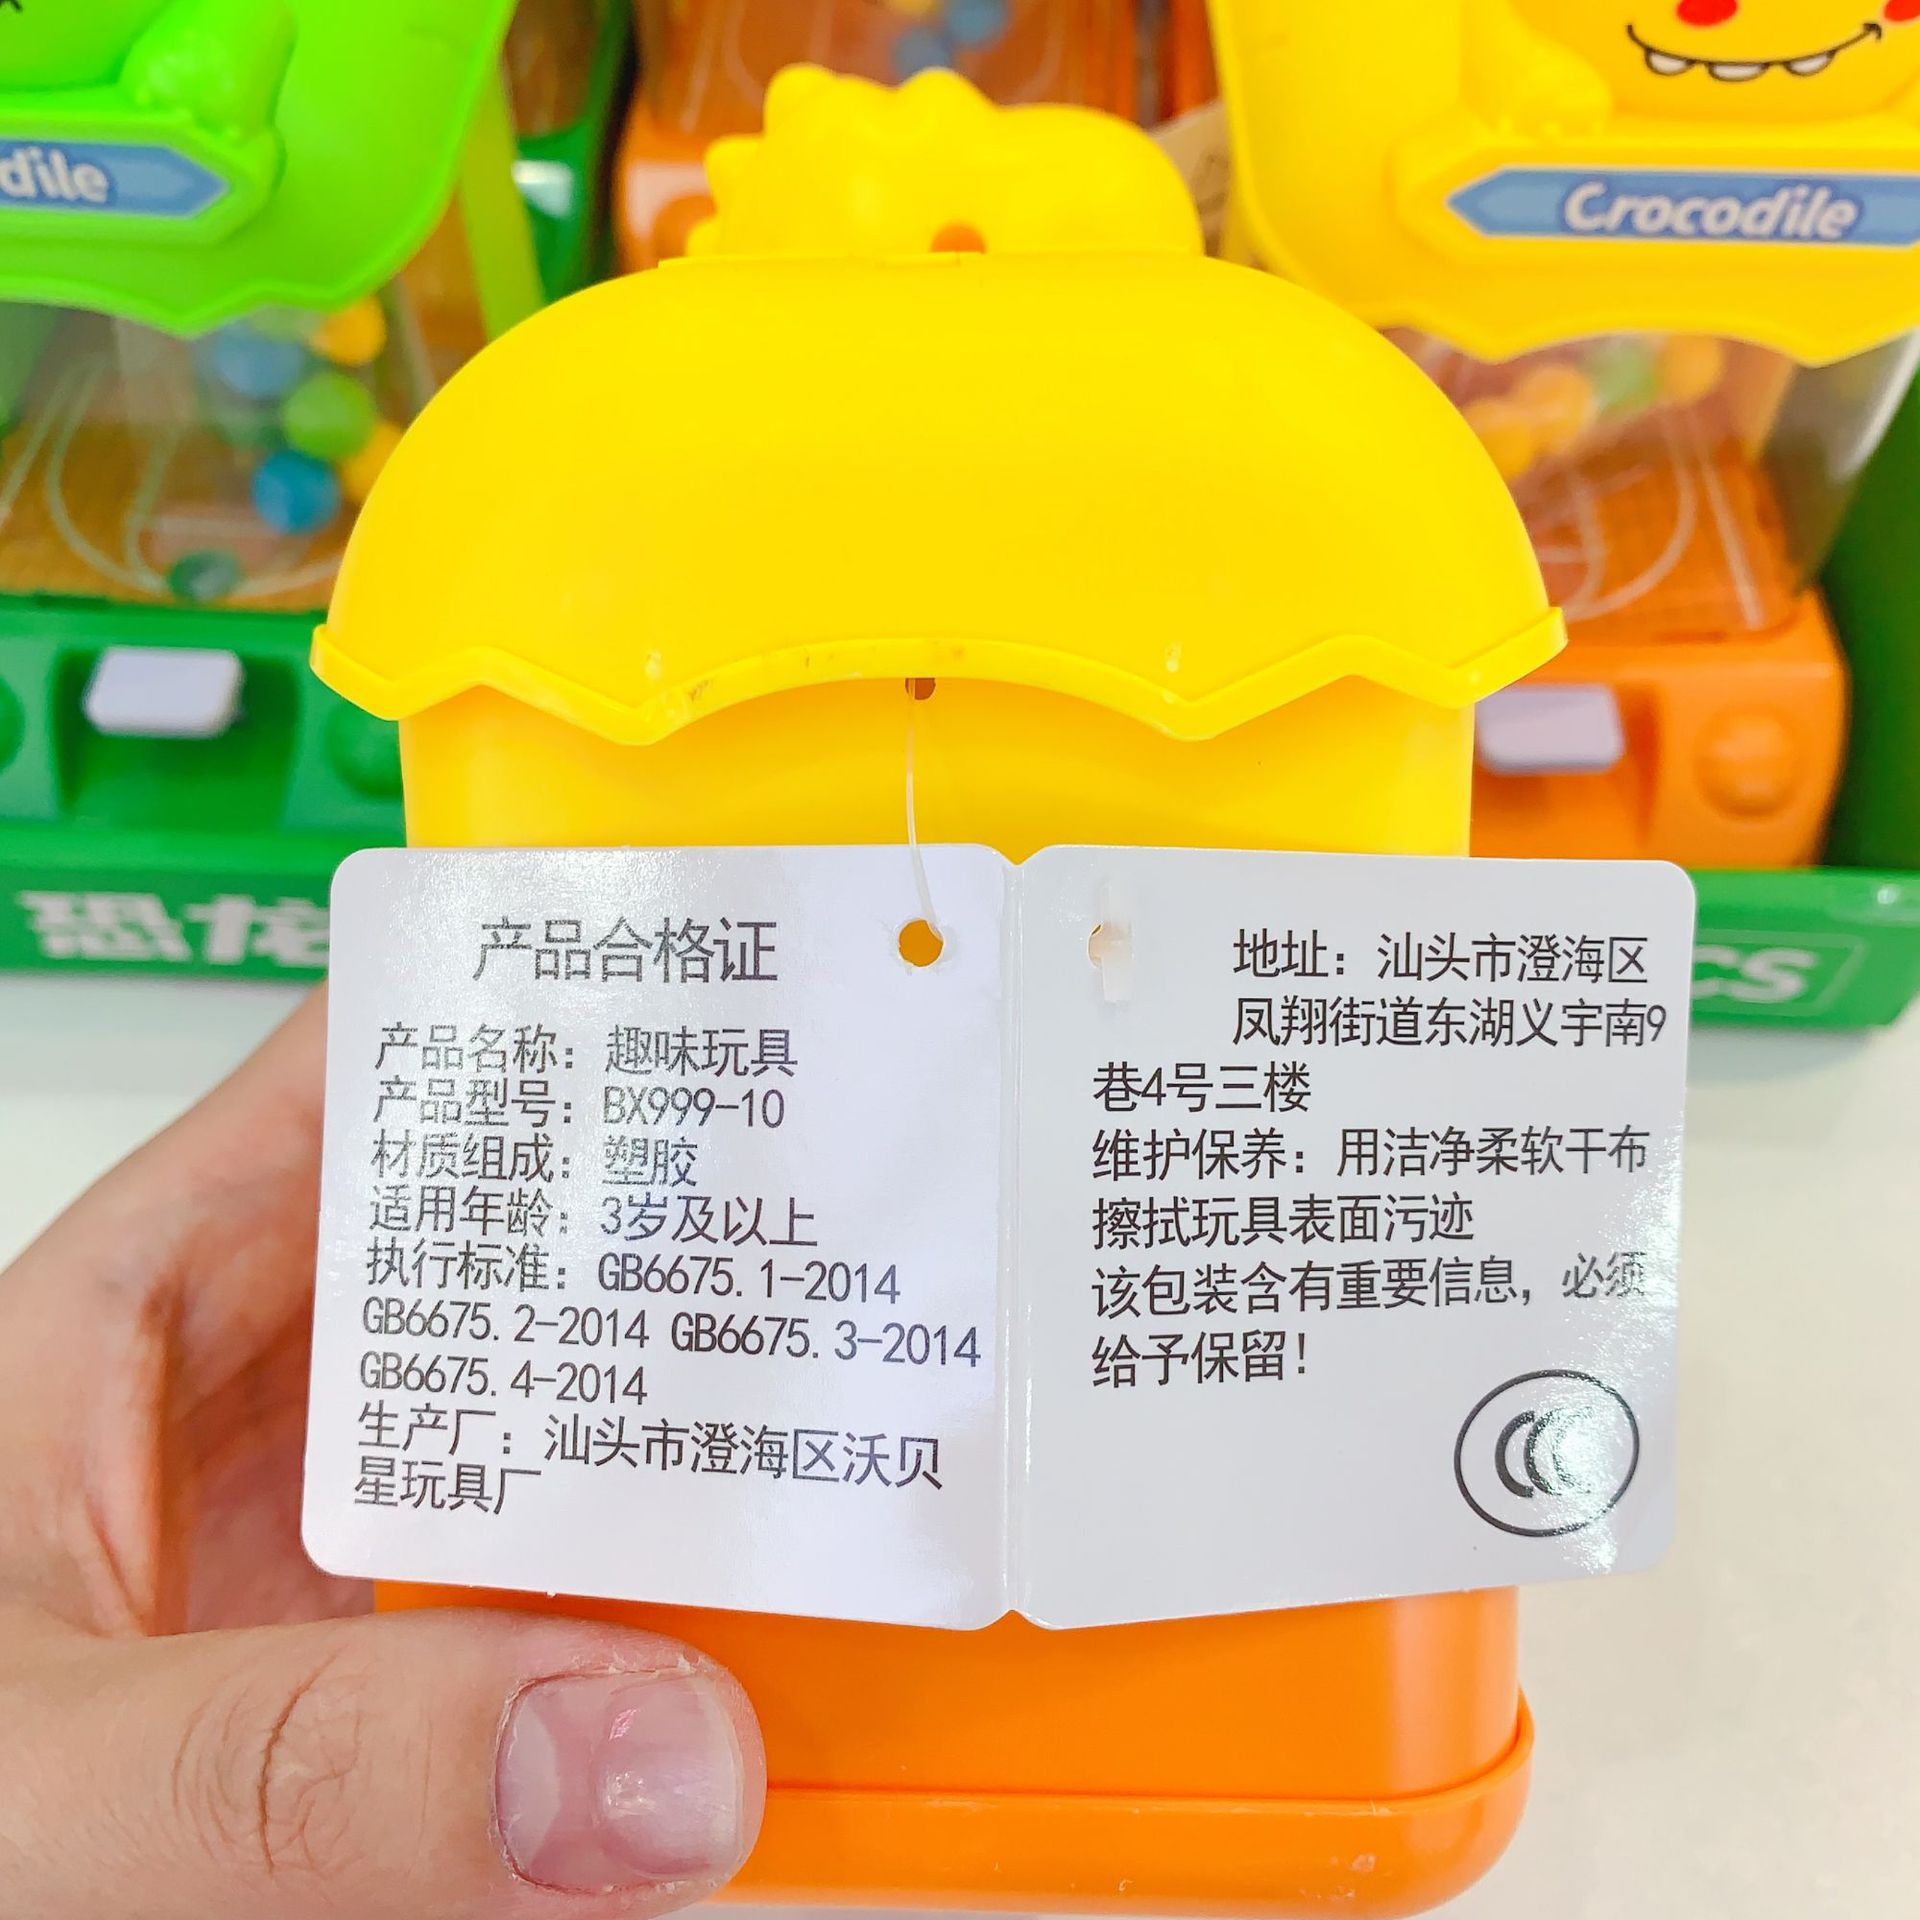 dile
Crocodile
恐龙
CS
产品合格证
产品名称：趣味玩具
产品型号：BX999-10
材质组成：塑胶
适用年龄：3岁及以上
执行标准：GB6675.1-2014
GB6675.2-2014 GB6675.3-2014
GB6675.4-2014
生产厂：汕头市澄海区沃贝
星玩具厂
地址：汕头市澄海区
凤翔街道东湖义宇南9
巷4号三楼
维护保养：用洁净柔软干布
擦拭玩具表面污迹
该包装含有重要信息，必须
给予保留！
CCC